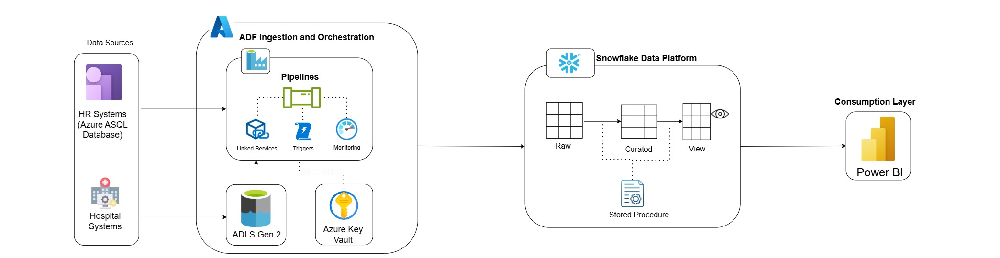 Data Sources
HR Systems
(Azure ASQL
Database)
Hospital
Systems
ADF Ingestion and Orchestration
Pipelines
Linked Services
Triggers
Monitoring
ADLS Gen 2
Azure Key
Vault
Snowflake Data Platform
Raw
Curated
View
Stored Procedure
Consumption Layer
Power BI